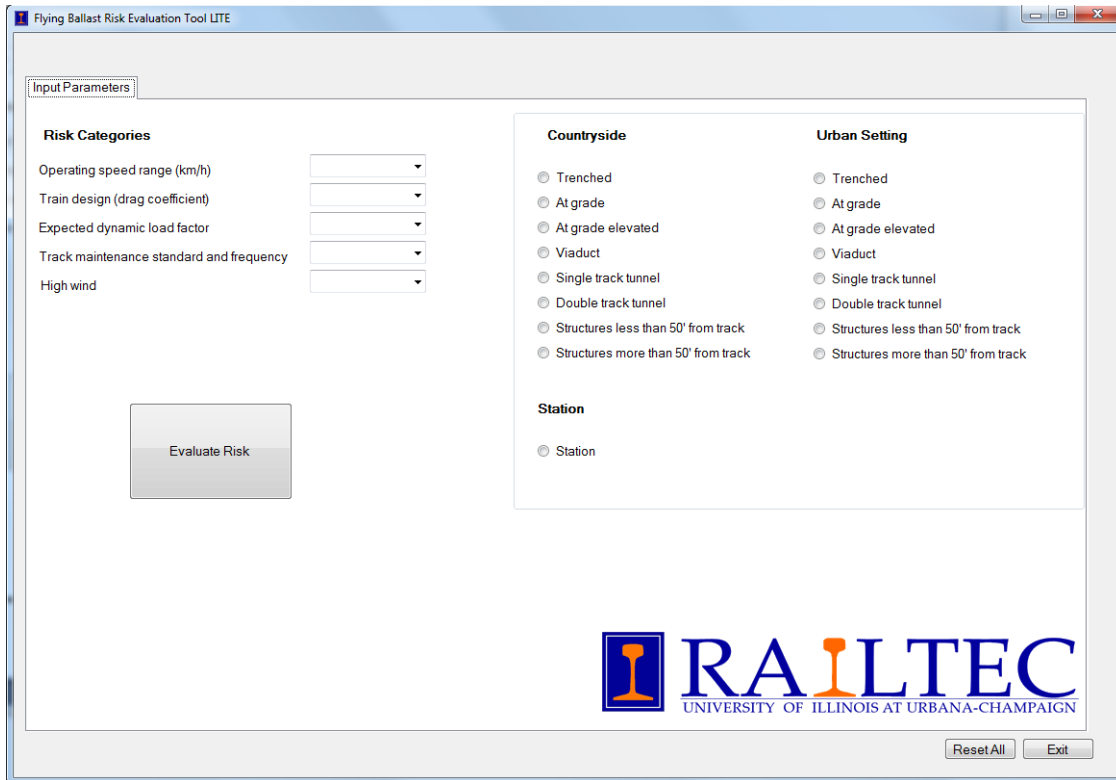 Flying Ballast Risk Evaluation Tool LITE
Input Parameters
Risk Categories
Operating speed range (km/h)
Train design (drag coefficient)
Expected dynamic load factor
Track maintenance standard and frequency
High wind
Evaluate Risk
Countryside
Trenched
At grade
At grade elevated
Viaduct
Single track tunnel
Double track tunnel
Structures less than 50' from track
Structures more than 50' from track
Urban Setting
Trenched
At grade
At grade elevated
Viaduct
Single track tunnel
Double track tunnel
Structures less than 50' from track
Structures more than 50' from track
Station
Station
RAILTEC
UNIVERSITY OF ILLINOIS AT URBANA-CHAMPAIGN
Reset All
Exit